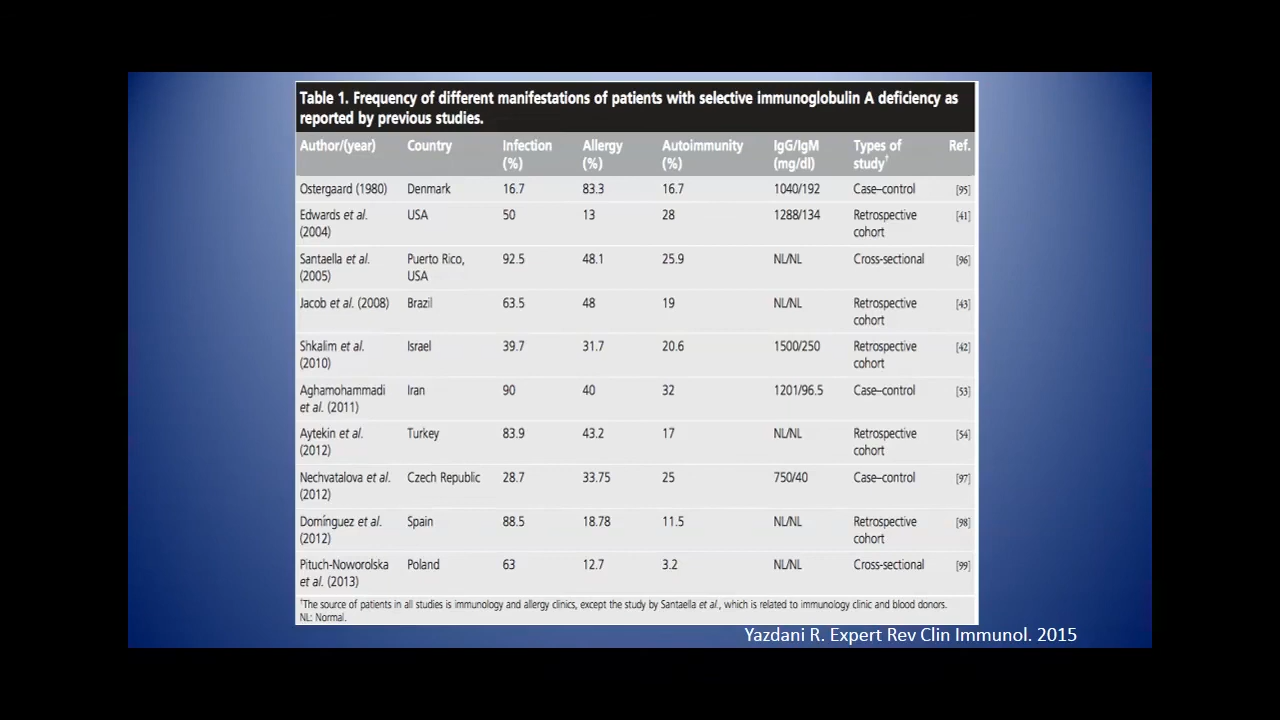 Table 1. Frequency of different manifestations of patients with selective immunoglobulin A deficiency as
reported by previous studies.
Author/(year) Country Infection (%) Allergy (%) Autoimmunity (%) IgG/IgM (mg/dl) Types of study† Ref.
Ostergaard (1980) Denmark 16.7 83.3 16.7 1040/192 Case–control [95]
Edwards et al. (2004) USA 50 13 28 1288/134 Retrospective cohort [41]
Santaella et al. (2005) Puerto Rico, USA 92.5 48.1 25.9 NL/NL Cross-sectional [96]
Jacob et al. (2008) Brazil 63.5 48 19 NL/NL Retrospective cohort [43]
Shkalim et al. (2010) Israel 39.7 31.7 20.6 1500/250 Retrospective cohort [42]
Aghamohammadi et al. (2011) Iran 90 40 32 1201/96.5 Case–control [53]
Aytekin et al. (2012) Turkey 83.9 43.2 17 NL/NL Retrospective cohort [54]
Nechvatalova et al. (2012) Czech Republic 28.7 33.75 25 750/40 Case–control [97]
Domínguez et al. (2012) Spain 88.5 18.78 11.5 NL/NL Retrospective cohort [98]
Pituch-Noworolska et al. (2013) Poland 63 12.7 3.2 NL/NL Cross-sectional [99]
†The source of patients in all studies is immunology and allergy clinics, except the study by Santaella et al., which is related to immunology clinic and blood donors.
NL: Normal.
Yazdani R. Expert Rev Clin Immunol. 2015